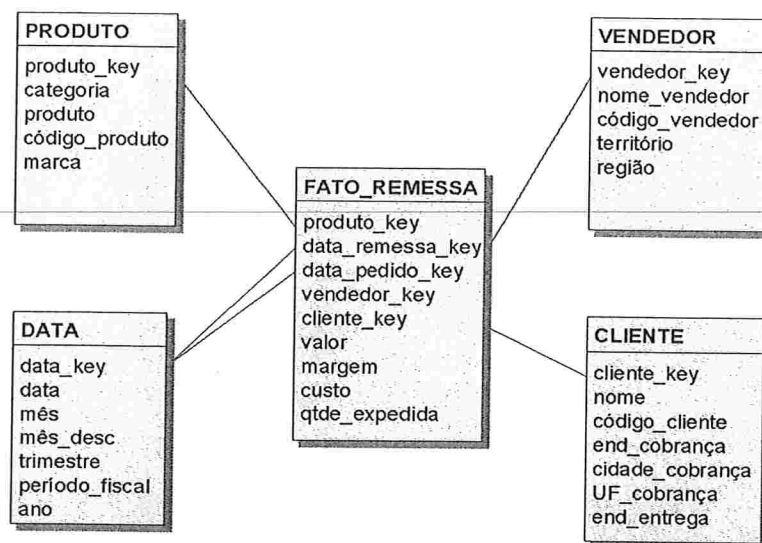 PRODUTO
produto_key
categoria
produto
código_produto
marca
VENDEDOR
vendedor_key
nome_vendedor
código_vendedor
território
região
FATO_REMESSA
produto_key
data_remessa_key
data_pedido_key
vendedor_key
cliente_key
valor
margem
custo
qtde_expedida
DATA
data_key
data
mês
mês_desc
trimestre
período_fiscal
ano
CLIENTE
cliente_key
nome
código_cliente
end_cobrança
cidade_cobrança
UF_cobrança
end_entrega